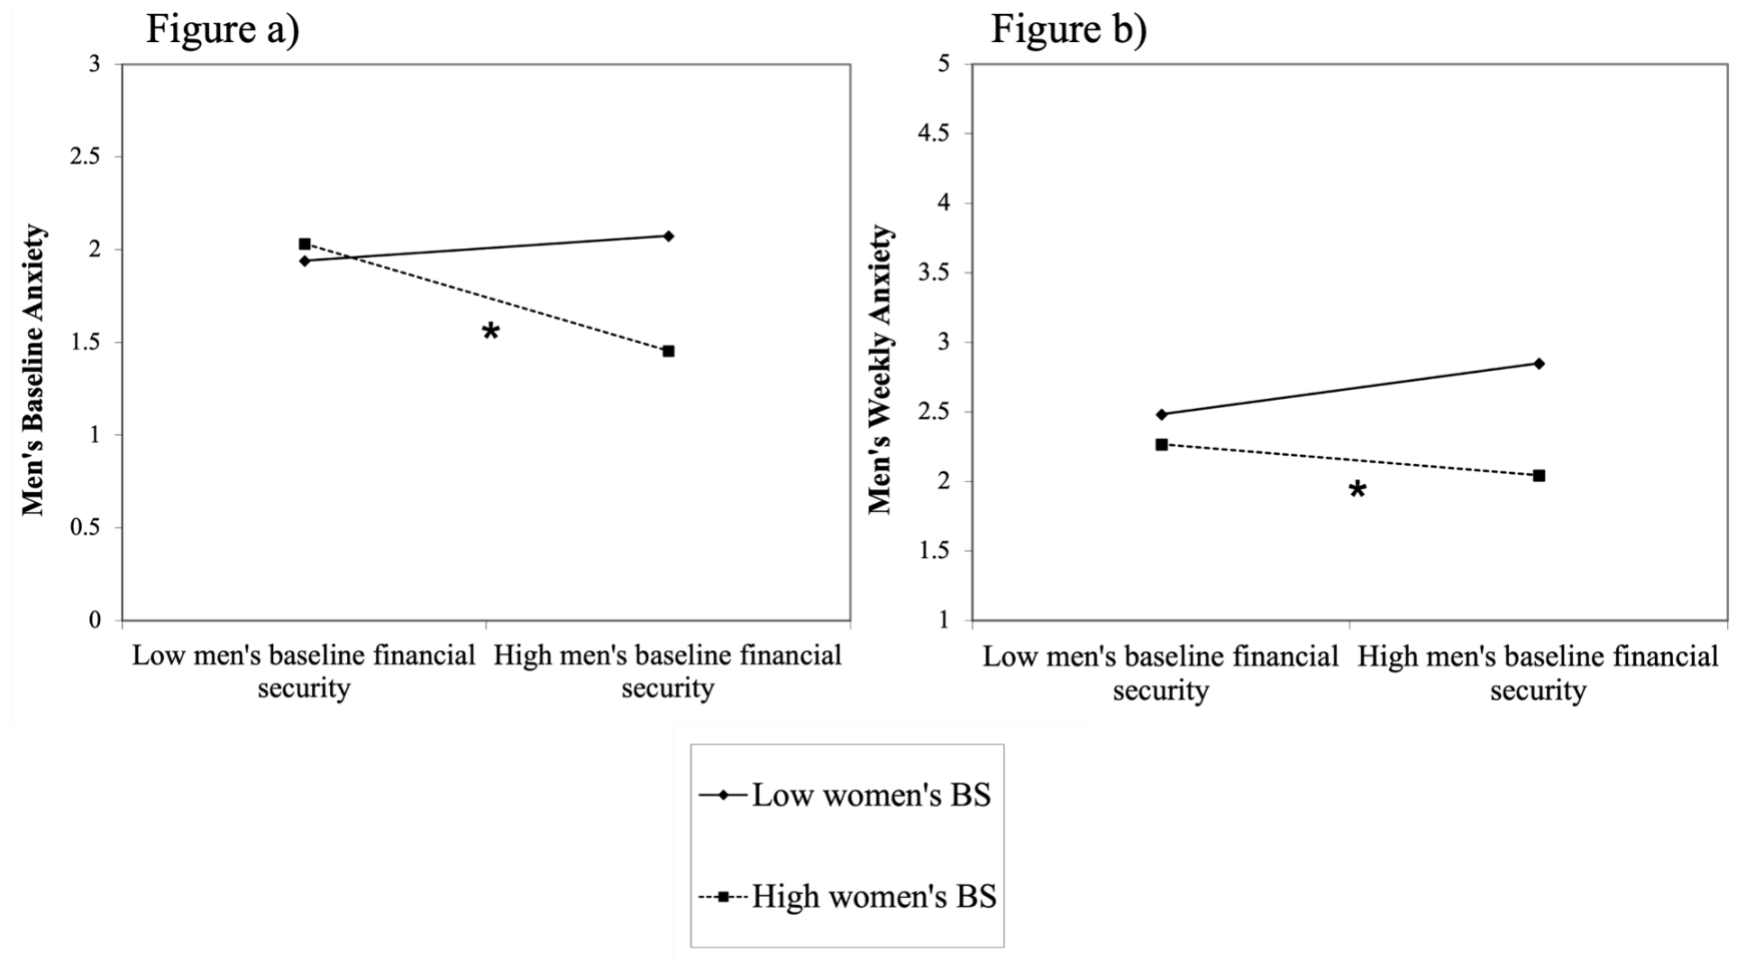 Figure a)
Men's Baseline Anxiety
3
2.5
2
1.5
1
0.5
0
*
Low men's baseline financial
security
High men's baseline financial
security
Figure b)
Men's Weekly Anxiety
5
4.5
4
3.5
3
2.5
2
1.5
1
*
Low men's baseline financial
security
High men's baseline financial
security
Low women's BS
High women's BS